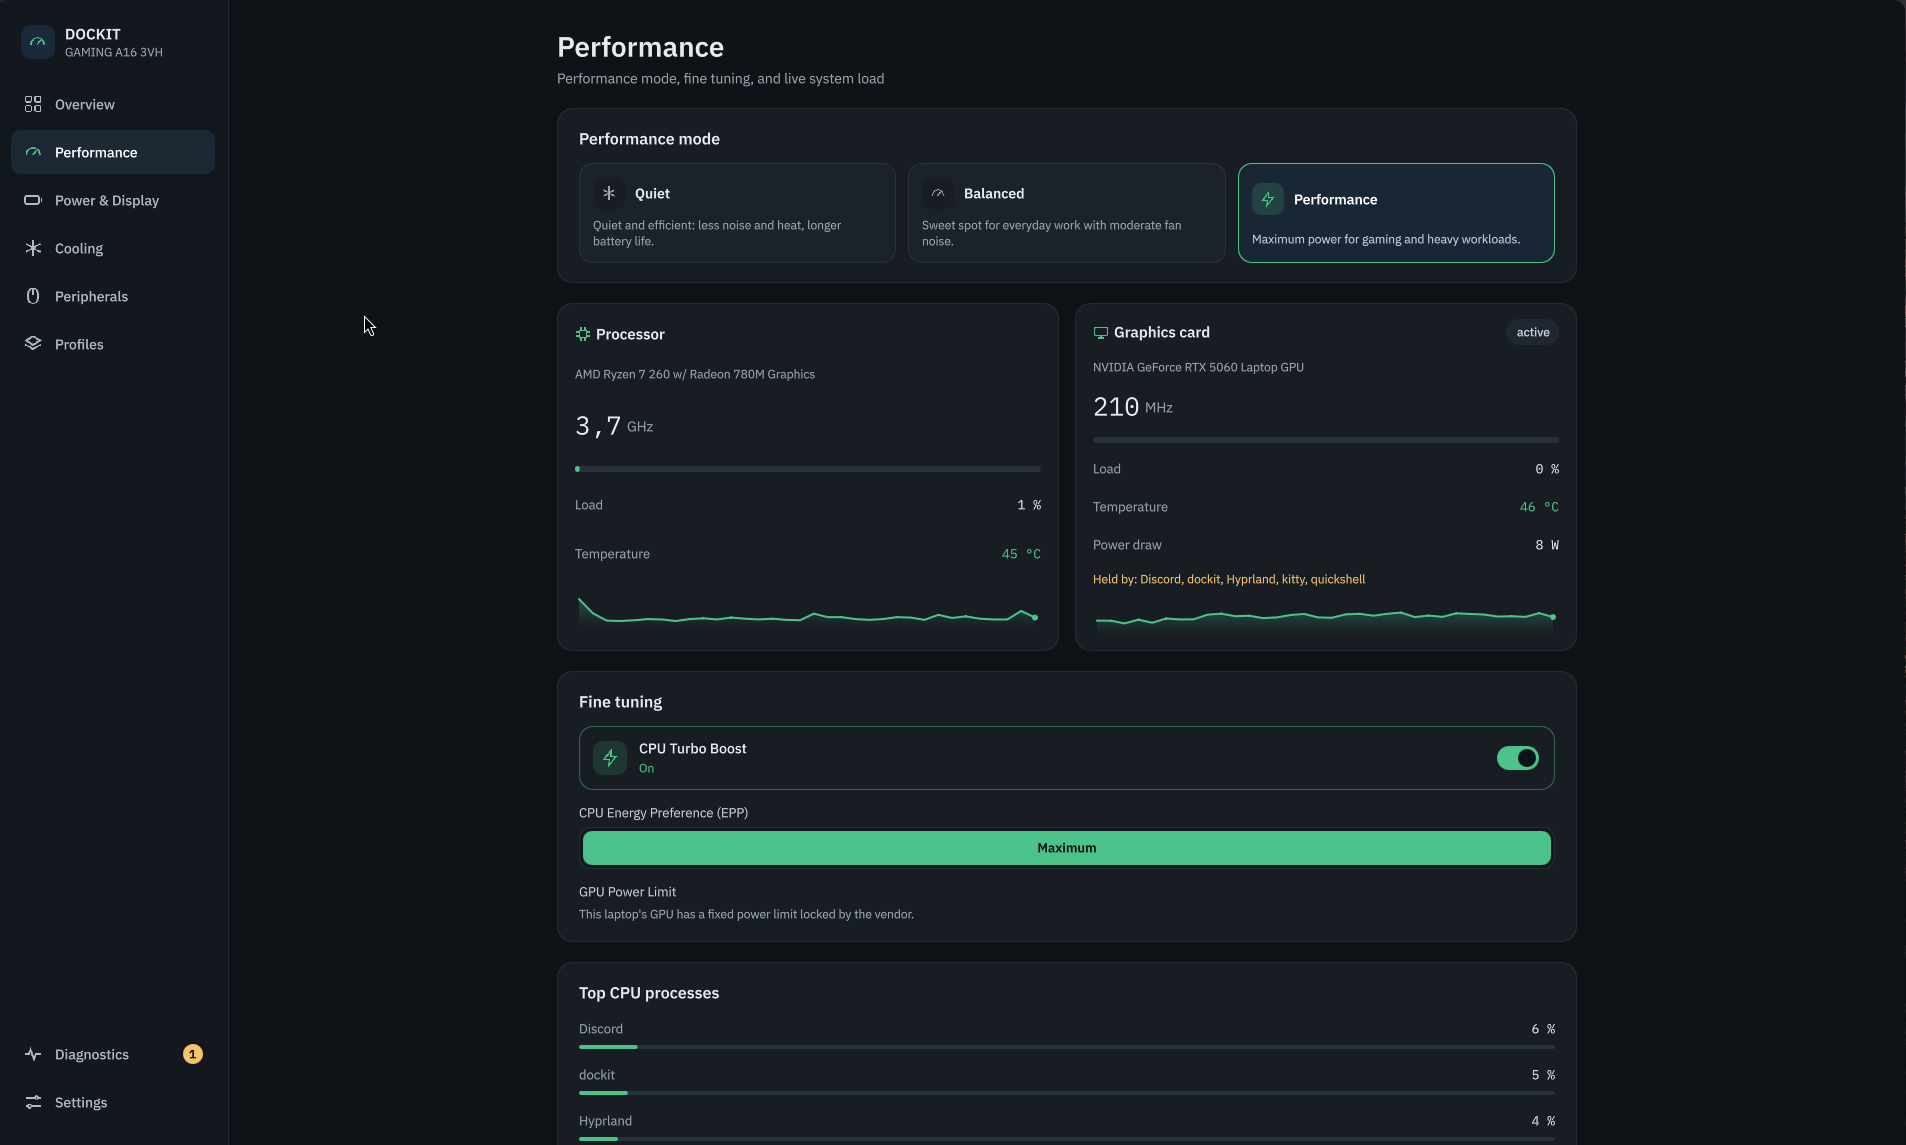 DOCKIT
GAMING A16 3VH
Overview
Performance
Power & Display
Cooling
Peripherals
Profiles
Diagnostics
1
Settings
Performance
Performance mode, fine tuning, and live system load
Performance mode
Quiet
Quiet and efficient: less noise and heat, longer
battery life.
Balanced
Sweet spot for everyday work with moderate fan
noise.
Performance
Maximum power for gaming and heavy workloads.
Processor
AMD Ryzen 7 260 w/ Radeon 780M Graphics
3,7 GHz
Load 1 %
Temperature 45 °C
Graphics card active
NVIDIA GeForce RTX 5060 Laptop GPU
210 MHz
Load 0 %
Temperature 46 °C
Power draw 8 W
Held by: Discord, dockit, Hyprland, kitty, quickshell
Fine tuning
CPU Turbo Boost
On
CPU Energy Preference (EPP)
Maximum
GPU Power Limit
This laptop's GPU has a fixed power limit locked by the vendor.
Top CPU processes
Discord 6 %
dockit 5 %
Hyprland 4 %